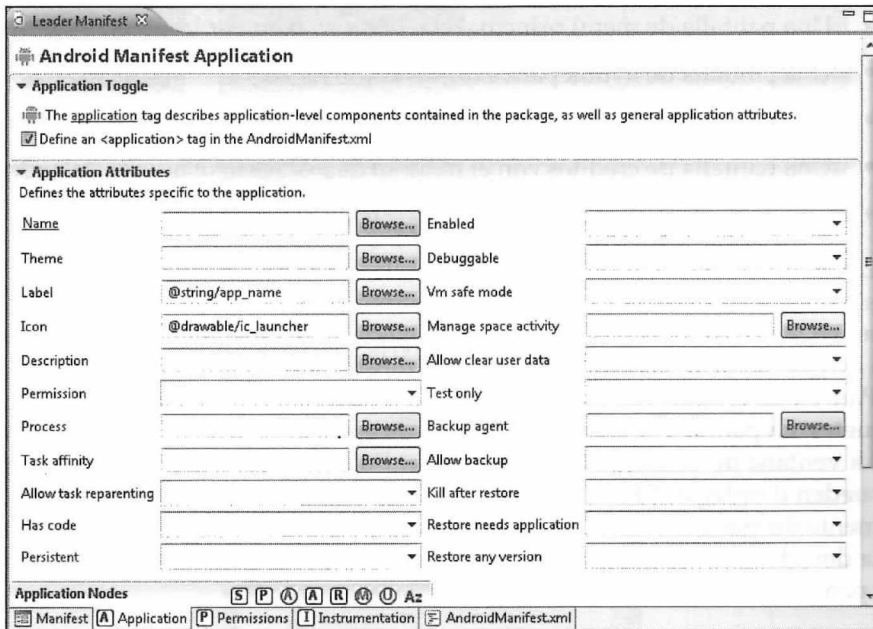 Leader Manifest
Android Manifest Application
Application Toggle
The application tag describes application-level components contained in the package, as well as general application attributes.
Define an <application> tag in the AndroidManifest.xml
Application Attributes
Defines the attributes specific to the application.
Name Browse... Enabled
Theme Browse... Debuggable
Label @string/app_name Browse... Vm safe mode
Icon @drawable/ic_launcher Browse... Manage space activity Browse...
Description Browse... Allow clear user data
Permission Test only
Process Browse... Backup agent Browse...
Task affinity Browse... Allow backup
Allow task reparenting Kill after restore
Has code Restore needs application
Persistent Restore any version
Application Nodes S P A A R M U Az
Manifest A Application P Permissions I Instrumentation AndroidManifest.xml